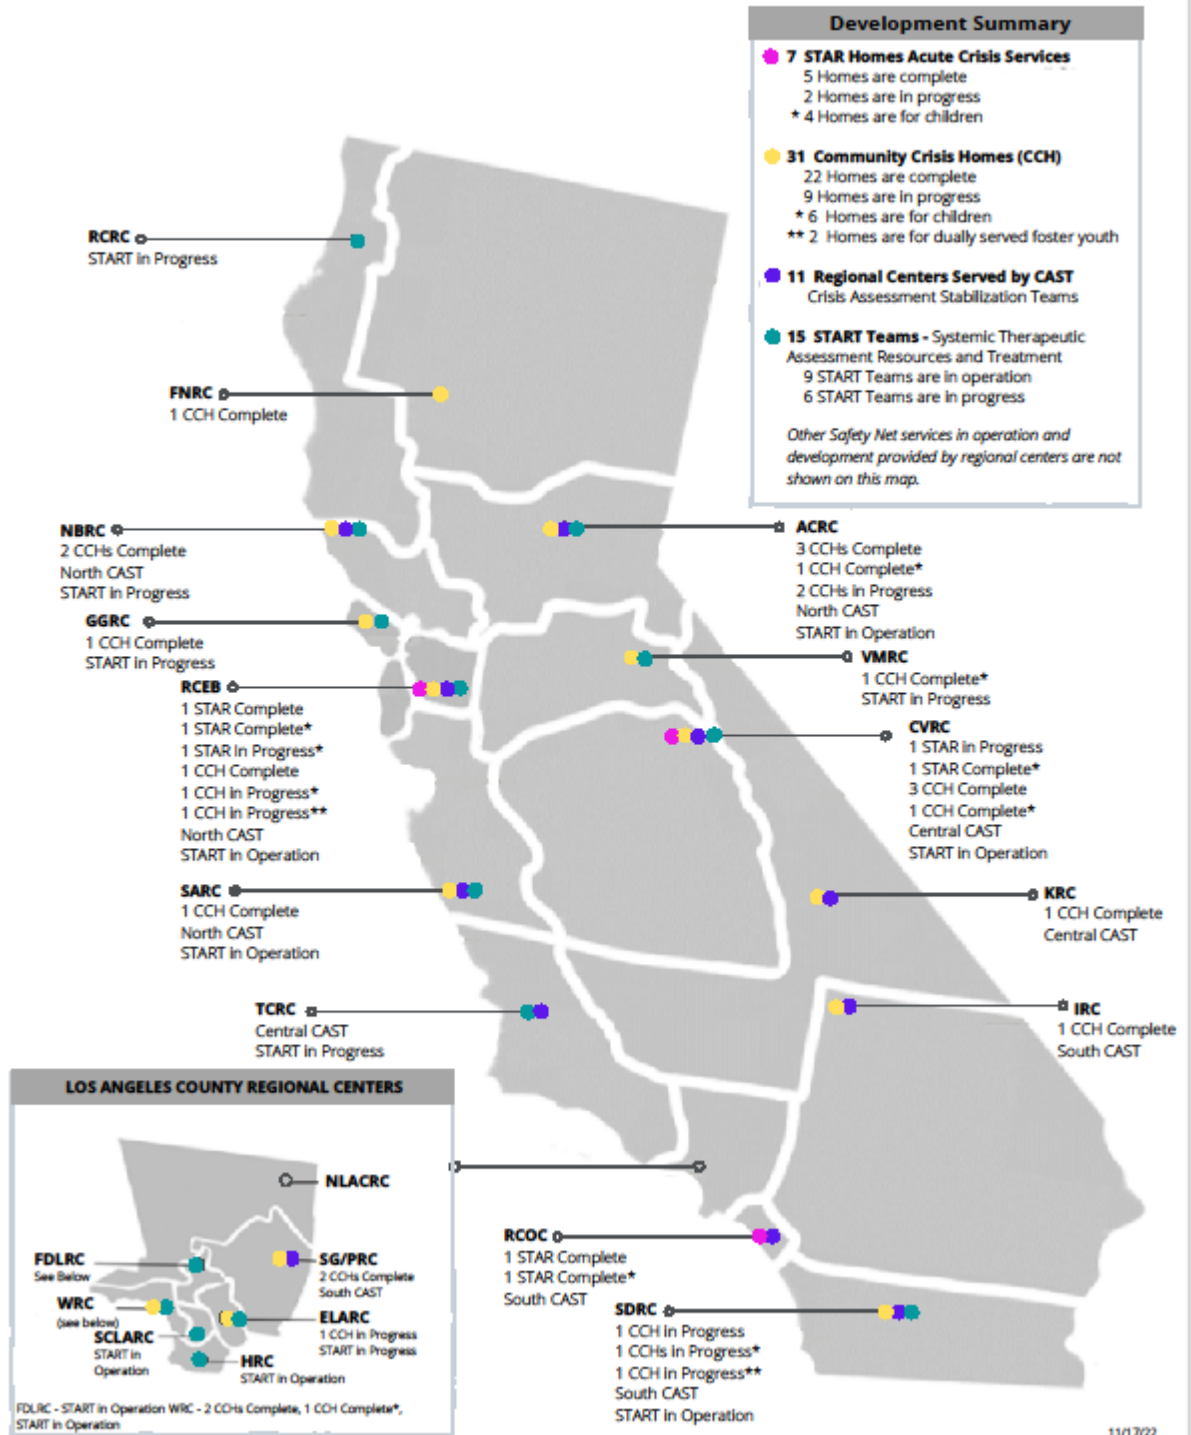 Development Summary
7 STAR Homes Acute Crisis Services
5 Homes are complete
2 Homes are in progress
* 4 Homes are for children
31 Community Crisis Homes (CCH)
22 Homes are complete
9 Homes are in progress
* 6 Homes are for children
** 2 Homes are for dually served foster youth
11 Regional Centers Served by CAST
Crisis Assessment Stabilization Teams
15 START Teams - Systemic Therapeutic
Assessment Resources and Treatment
9 START Teams are in operation
6 START Teams are in progress
Other Safety Net services in operation and
development provided by regional centers are not
shown on this map.
RCRC
START in Progress
FNRC
1 CCH Complete
NBRC
2 CCHs Complete
North CAST
START in Progress
ACRC
3 CCHs Complete
1 CCH Complete*
2 CCHs in Progress
North CAST
START in Operation
GGRC
1 CCH Complete
START in Progress
VMRC
1 CCH Complete*
START in Progress
RCEB
1 STAR Complete
1 STAR Complete*
1 STAR in Progress*
1 CCH Complete
1 CCH in Progress*
1 CCH in Progress**
North CAST
START in Operation
CVRC
1 STAR in Progress
1 STAR Complete*
3 CCH Complete
1 CCH Complete*
Central CAST
START in Operation
SARC
1 CCH Complete
North CAST
START in Operation
KRC
1 CCH Complete
Central CAST
TCRC
Central CAST
START in Progress
IRC
1 CCH Complete
South CAST
LOS ANGELES COUNTY REGIONAL CENTERS
NLACRC
FDLRC
See Below
SG/PRC
2 CCHs Complete
South CAST
WRC
(see below)
ELARC
1 CCH in Progress
START in Progress
SCLARC
START in
Operation
HRC
START in Operation
FDLRC - START in Operation WRC - 2 CCHs Complete, 1 CCH Complete*,
START in Operation
RCOC
1 STAR Complete
1 STAR Complete*
South CAST
SDRC
1 CCH in Progress
1 CCHs in Progress*
1 CCH in Progress**
South CAST
START in Operation
11/17/22